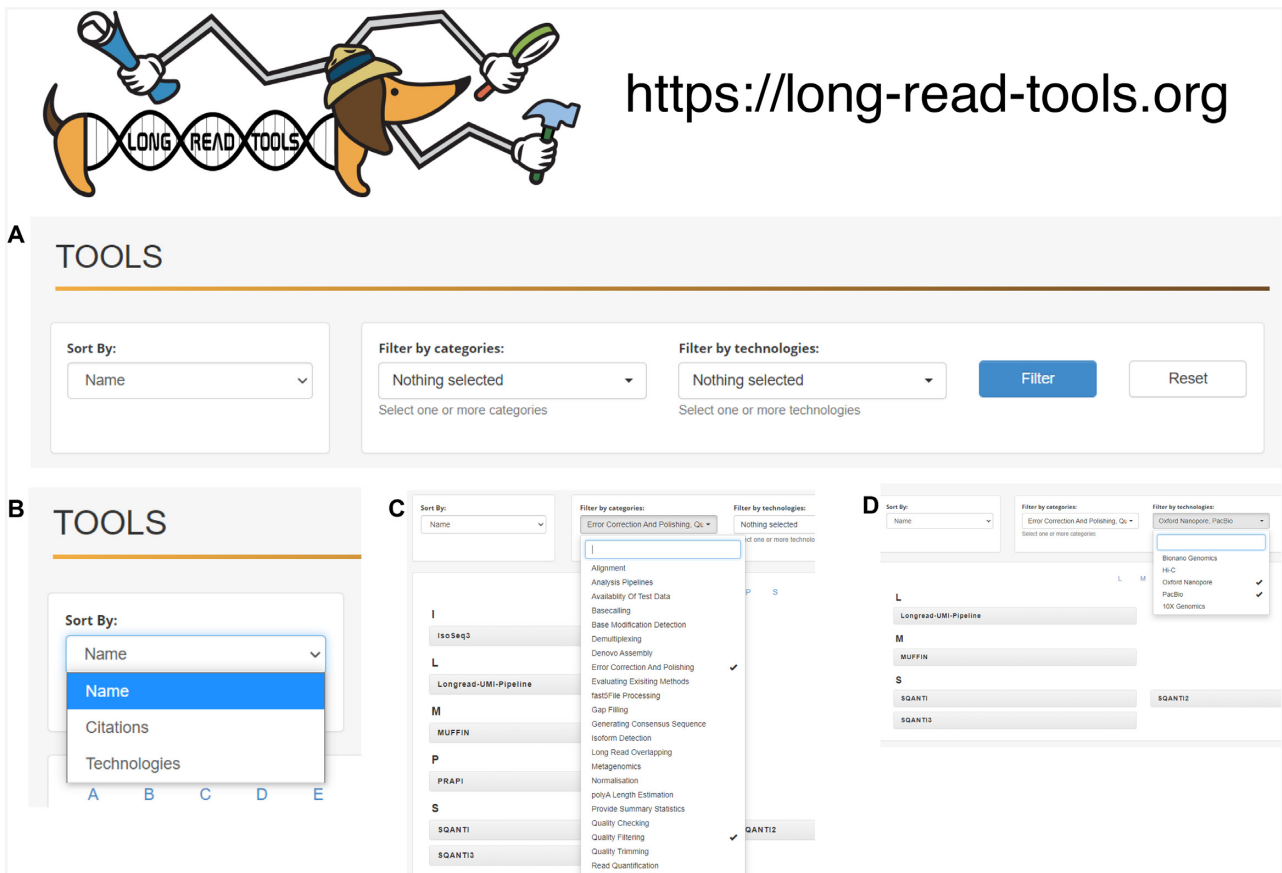 LONG READ TOOLS
https://long-read-tools.org
A
TOOLS
Sort By:
Name
Filter by categories:
Nothing selected
Select one or more categories
Filter by technologies:
Nothing selected
Select one or more technologies
Filter
Reset
B
TOOLS
Sort By:
Name
Name
Citations
Technologies
A B C D E
C
Sort By:
Name
Filter by categories:
Error Correction And Polishing, Qu
Filter by technologies:
Nothing selected
ect one or more technolo
P S
I
IsoSeq3
L
Longread-UMI-Pipeline
M
MUFFIN
P
PRAPI
S
SQANTI
QANTI2
SQANTI3
Alignment
Analysis Pipelines
Availablity Of Test Data
Basecalling
Base Modification Detection
Demultiplexing
Denovo Assembly
Error Correction And Polishing
Evaluating Exisiting Methods
fast5File Processing
Gap Filling
Generating Consensus Sequence
Isoform Detection
Long Read Overlapping
Metagenomics
Normalisation
polyA Length Estimation
Provide Summary Statistics
Quality Checking
Quality Filtering
Quality Trimming
Read Quantification
D
Sort By:
Name
Filter by categories:
Error Correction And Polishing, Qu
Select one or more categories
Filter by technologies:
Oxford Nanopore, PacBio
Bionano Genomics
Hi-C
Oxford Nanopore
PacBio
10X Genomics
L M
L
Longread-UMI-Pipeline
M
MUFFIN
S
SQANTI
SQANTI2
SQANTI3